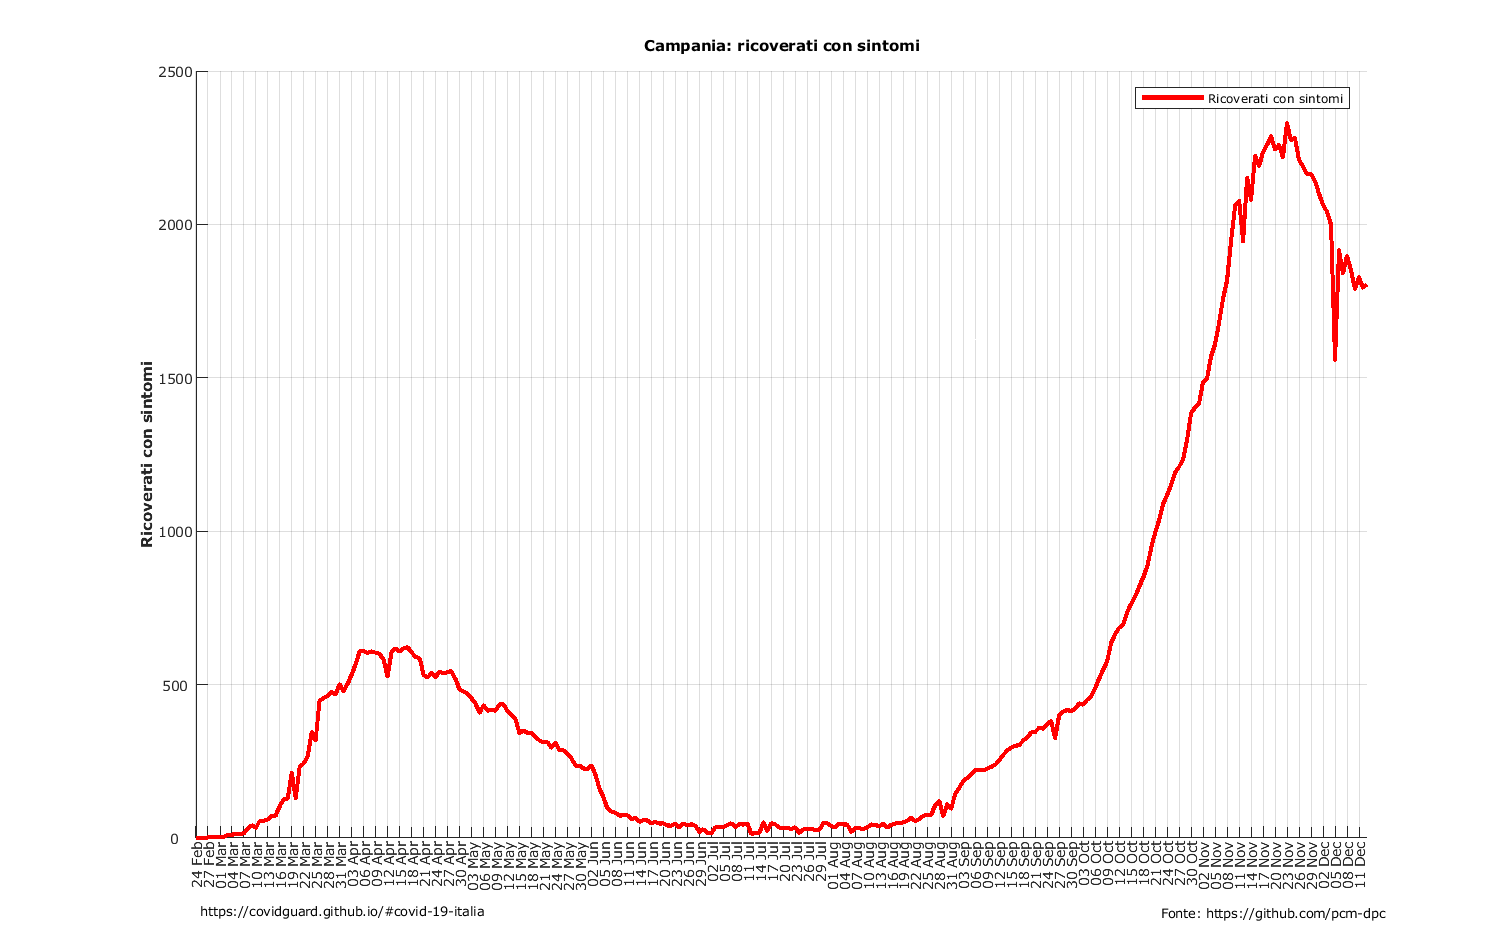 Campania: ricoverati con sintomi
Ricoverati con sintomi
Ricoverati con sintomi
2500
2000
1500
1000
500
0
24 Feb
27 Feb
01 Mar
04 Mar
07 Mar
10 Mar
13 Mar
16 Mar
19 Mar
22 Mar
25 Mar
28 Mar
31 Mar
03 Apr
06 Apr
09 Apr
12 Apr
15 Apr
18 Apr
21 Apr
24 Apr
27 Apr
30 Apr
03 May
06 May
09 May
12 May
15 May
18 May
21 May
24 May
27 May
30 May
02 Jun
05 Jun
08 Jun
11 Jun
14 Jun
17 Jun
20 Jun
23 Jun
26 Jun
29 Jun
02 Jul
05 Jul
08 Jul
11 Jul
14 Jul
17 Jul
20 Jul
23 Jul
26 Jul
29 Jul
01 Aug
04 Aug
07 Aug
10 Aug
13 Aug
16 Aug
19 Aug
22 Aug
25 Aug
28 Aug
31 Aug
03 Sep
06 Sep
09 Sep
12 Sep
15 Sep
18 Sep
21 Sep
24 Sep
27 Sep
30 Sep
03 Oct
06 Oct
09 Oct
12 Oct
15 Oct
18 Oct
21 Oct
24 Oct
27 Oct
30 Oct
02 Nov
05 Nov
08 Nov
11 Nov
14 Nov
17 Nov
20 Nov
23 Nov
26 Nov
29 Nov
02 Dec
05 Dec
08 Dec
11 Dec
https://covidguard.github.io/#covid-19-italia
Fonte: https://github.com/pcm-dpc